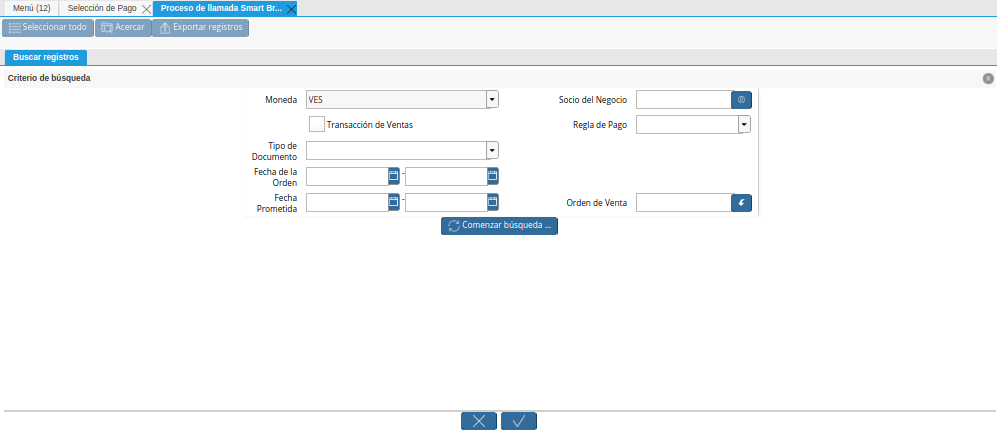 Menú (12) Selección de Pago Proceso de llamada Smart Br...
Seleccionar todo Acercar Exportar registros
Buscar registros
Criterio de búsqueda
Moneda VES Socio del Negocio
Transacción de Ventas Regla de Pago
Tipo de
Documento
Fecha de la
Orden
-
Fecha
Prometida
- Orden de Venta
Comenzar búsqueda ...